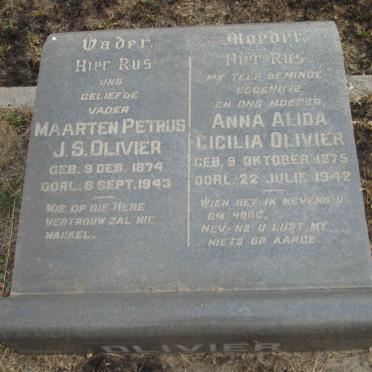 Vader.
Hier Rus
ons
geliefde
vader
Maarten Petrus
J.S. Olivier
geb. 9 Des. 1874
oorl. 8 Sept. 1943
Wie op die Here
vertrouw zal nie
wankel.
Moeder.
Hier Rus
my teer beminde
eggenote
en ons moeder,
Anna Alida
Cicilia Olivier
geb. 9 Oktober 1875
oorl. 22 Julie 1942
Wien het ik nevens u
om hoog,
nevens u lust my
niets op aarde.
OLIVIER